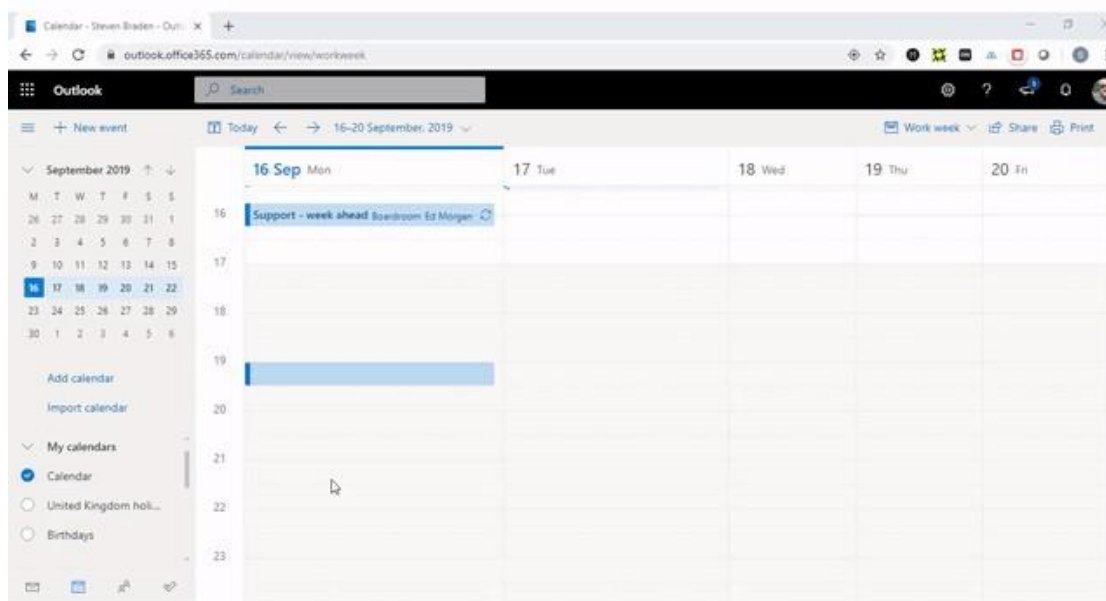 Calendar - Steven Braden - Out
outlook.office365.com/calendar/view/workweek
Outlook
Search
New event
Today
16–20 September, 2019
Work week
Share
Print
September 2019
M T W T F S S
26 27 28 29 30 31 1
2 3 4 5 6 7 8
9 10 11 12 13 14 15
16 17 18 19 20 21 22
23 24 25 26 27 28 29
30 1 2 3 4 5 6
Add calendar
Import calendar
My calendars
Calendar
United Kingdom holi...
Birthdays
16 Sep Mon
17 Tue
18 Wed
19 Thu
20 Fri
16
Support - week ahead Boardroom Ed Morgan
17
18
19
20
21
22
23